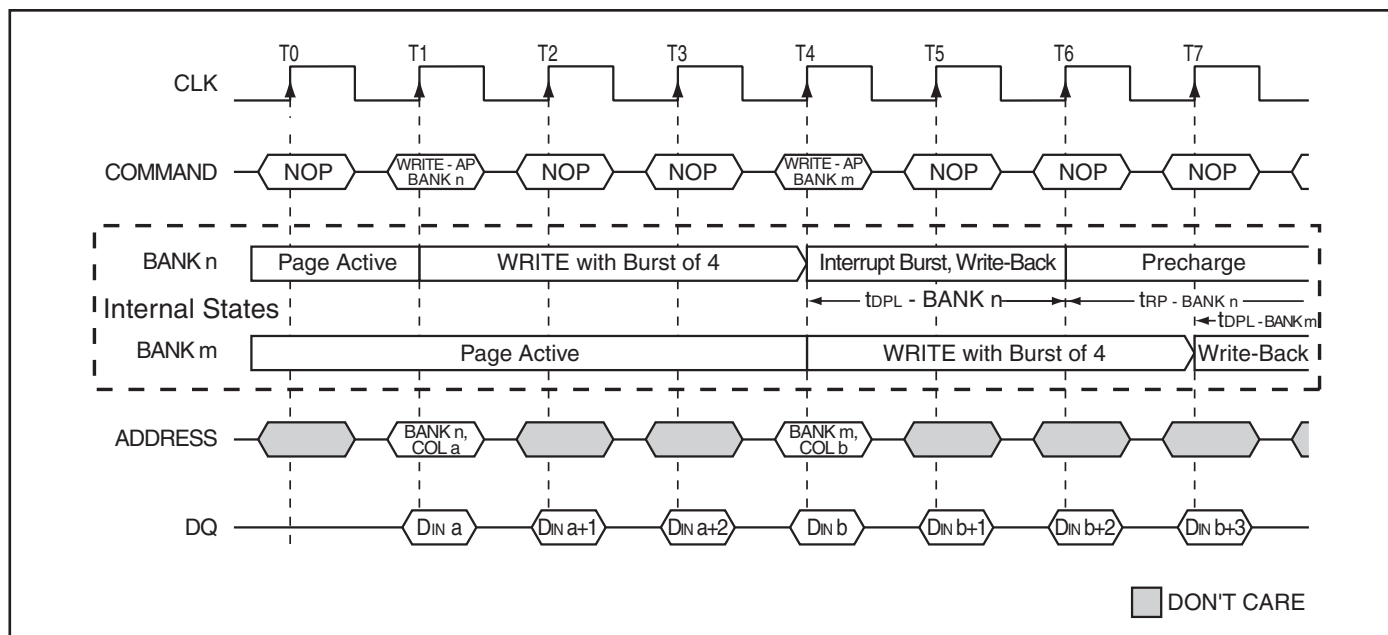 T0 T1 T2 T3 T4 T5 T6 T7
CLK
COMMAND NOP WRITE - AP BANK n NOP NOP WRITE - AP BANK m NOP NOP NOP
BANK n Page Active WRITE with Burst of 4 Interrupt Burst, Write-Back Precharge
tDPL - BANK n tRP - BANK n
Internal States
tDPL - BANK m
BANK m Page Active WRITE with Burst of 4 Write-Back
ADDRESS BANK n, COL a BANK m, COL b
DQ DIN a DIN a+1 DIN a+2 DIN b DIN b+1 DIN b+2 DIN b+3
DON'T CARE